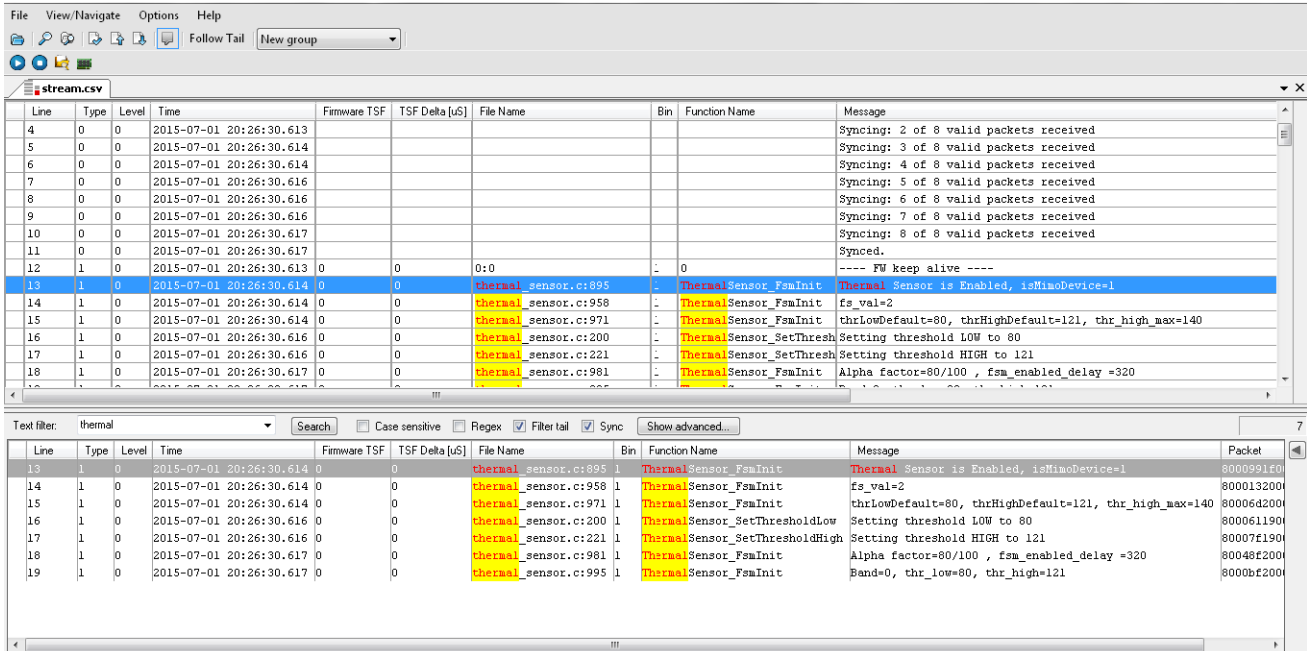 File View/Navigate Options Help
Follow Tail New group
stream.csv
Line Type Level Time Firmware TSF TSF Delta [uS] File Name Bin Function Name Message
4 0 0 2015-07-01 20:26:30.613 Syncing: 2 of 8 valid packets received
5 0 0 2015-07-01 20:26:30.614 Syncing: 3 of 8 valid packets received
6 0 0 2015-07-01 20:26:30.614 Syncing: 4 of 8 valid packets received
7 0 0 2015-07-01 20:26:30.616 Syncing: 5 of 8 valid packets received
8 0 0 2015-07-01 20:26:30.616 Syncing: 6 of 8 valid packets received
9 0 0 2015-07-01 20:26:30.616 Syncing: 7 of 8 valid packets received
10 0 0 2015-07-01 20:26:30.617 Syncing: 8 of 8 valid packets received
11 0 0 2015-07-01 20:26:30.617 Synced.
12 1 0 2015-07-01 20:26:30.613 0 0 0:0 0 ---- FW keep alive ----
13 1 0 2015-07-01 20:26:30.614 0 0 thermal_sensor.c:895 ThermalSensor_FsmInit Thermal Sensor is Enabled, isMimoDevice=1
14 1 0 2015-07-01 20:26:30.614 0 0 thermal_sensor.c:958 ThermalSensor_FsmInit fs_val=2
15 1 0 2015-07-01 20:26:30.614 0 0 thermal_sensor.c:971 ThermalSensor_FsmInit thrLowDefault=80, thrHighDefault=121, thr_high_max=140
16 1 0 2015-07-01 20:26:30.616 0 0 thermal_sensor.c:200 ThermalSensor_SetThresh Setting threshold LOW to 80
17 1 0 2015-07-01 20:26:30.616 0 0 thermal_sensor.c:221 ThermalSensor_SetThresh Setting threshold HIGH to 121
18 1 0 2015-07-01 20:26:30.617 0 0 thermal_sensor.c:981 ThermalSensor_FsmInit Alpha factor=80/100 , fsm_enabled_delay =320
Text filter: thermal Search Case sensitive Regex Filter tail Sync Show advanced... 7
Line Type Level Time Firmware TSF TSF Delta [uS] File Name Bin Function Name Message Packet
13 1 0 2015-07-01 20:26:30.614 0 0 thermal_sensor.c:895 1 ThermalSensor_FsmInit Thermal Sensor is Enabled, isMimoDevice=1 8000991f0
14 1 0 2015-07-01 20:26:30.614 0 0 thermal_sensor.c:958 1 ThermalSensor_FsmInit fs_val=2 800013200
15 1 0 2015-07-01 20:26:30.614 0 0 thermal_sensor.c:971 1 ThermalSensor_FsmInit thrLowDefault=80, thrHighDefault=121, thr_high_max=140 80006d200
16 1 0 2015-07-01 20:26:30.616 0 0 thermal_sensor.c:200 1 ThermalSensor_SetThresholdLow Setting threshold LOW to 80 800061190
17 1 0 2015-07-01 20:26:30.616 0 0 thermal_sensor.c:221 1 ThermalSensor_SetThresholdHigh Setting threshold HIGH to 121 80007f190
18 1 0 2015-07-01 20:26:30.617 0 0 thermal_sensor.c:981 1 ThermalSensor_FsmInit Alpha factor=80/100 , fsm_enabled_delay =320 80048f200
19 1 0 2015-07-01 20:26:30.617 0 0 thermal_sensor.c:995 1 ThermalSensor_FsmInit Band=0, thr_low=80, thr_high=121 8000bf200